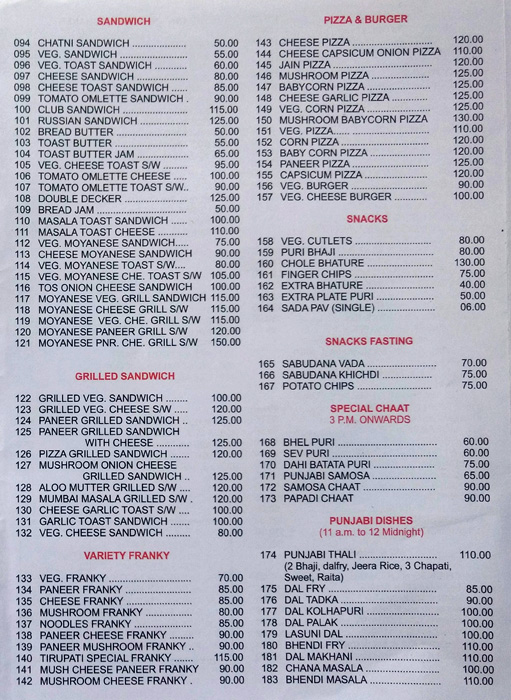 SANDWICH
094 CHATNI SANDWICH .................... 50.00
095 VEG. SANDWICH ........................ 55.00
096 VEG. TOAST SANDWICH ............ 60.00
097 CHEESE SANDWICH .................. 80.00
098 CHEESE TOAST SANDWICH ...... 85.00
099 TOMATO OMLETTE SANDWICH . 90.00
100 CLUB SANDWICH ..................... 115.00
101 RUSSIAN SANDWICH ................ 125.00
102 BREAD BUTTER ........................ 50.00
103 TOAST BUTTER ......................... 55.00
104 TOAST BUTTER JAM ................. 65.00
105 VEG. CHEESE TOAST S/W ......... 95.00
106 TOMATO OMLETTE CHEESE ..... 100.00
107 TOMATO OMLETTE TOAST S/W.. 90.00
108 DOUBLE DECKER ..................... 125.00
109 BREAD JAM ............................... 50.00
110 MASALA TOAST SANDWICH ...... 100.00
111 MASALA TOAST CHEESE .......... 110.00
112 VEG. MOYANESE SANDWICH..... 75.00
113 CHEESE MOYANESE SANDWICH 90.00
114 VEG. MOYANESE TOAST S/W.... 80.00
115 VEG. MOYANESE CHE. TOAST S/W 105.00
116 TOS ONION CHEESE SANDWICH 100.00
117 MOYANESE VEG. GRILL SANDWICH 115.00
118 MOYANESE CHEESE GRILL S/W 115.00
119 MOYANESE VEG. CHE. GRILL S/W 115.00
120 MOYANESE PANEER GRILL S/W 120.00
121 MOYANESE PNR. CHE. GRILL S/W 150.00
GRILLED SANDWICH
122 GRILLED VEG. SANDWICH ........ 100.00
123 GRILLED VEG. CHEESE S/W ..... 120.00
124 PANEER GRILLED SANDWICH .. 125.00
125 PANEER GRILLED SANDWICH
WITH CHEESE ............ 125.00
126 PIZZA GRILLED SANDWICH ....... 120.00
127 MUSHROOM ONION CHEESE
GRILLED SANDWICH .. 125.00
128 ALOO MUTTER GRILLED S/W .... 120.00
129 MUMBAI MASALA GRILLED S/W . 120.00
130 CHEESE GARLIC TOAST S/W .... 100.00
131 GARLIC TOAST SANDWICH ....... 100.00
132 VEG. CHEESE SANDWICH ......... 80.00
VARIETY FRANKY
133 VEG. FRANKY ............................. 70.00
134 PANEER FRANKY ....................... 85.00
135 CHEESE FRANKY ....................... 85.00
136 MUSHROOM FRANKY ................ 80.00
137 NOODLES FRANKY .................... 85.00
138 PANEER CHEESE FRANKY ......... 90.00
139 PANEER MUSHROOM FRANKY .. 90.00
140 TIRUPATI SPECIAL FRANKY ....... 115.00
141 MUSH CHEESE PANEER FRANKY 90.00
142 MUSHROOM CHEESE FRANKY . 90.00
PIZZA & BURGER
143 CHEESE PIZZA ............................ 120.00
144 CHEESE CAPSICUM ONION PIZZA 110.00
145 JAIN PIZZA .................................. 120.00
146 MUSHROOM PIZZA ..................... 125.00
147 BABYCORN PIZZA ...................... 125.00
148 CHEESE GARLIC PIZZA .............. 125.00
149 VEG. CORN PIZZA ...................... 125.00
150 MUSHROOM BABYCORN PIZZA 130.00
151 VEG. PIZZA..... ........................... 110.00
152 CORN PIZZA ............................... 120.00
153 BABY CORN PIZZA ..................... 120.00
154 PANEER PIZZA ........................... 125.00
155 CAPSICUM PIZZA ....................... 120.00
156 VEG. BURGER ............................ 90.00
157 VEG. CHEESE BURGER ............. 100.00
SNACKS
158 VEG. CUTLETS ........................... 80.00
159 PURI BHAJI ................................. 80.00
160 CHOLE BHATURE ...................... 130.00
161 FINGER CHIPS ........................... 75.00
162 EXTRA BHATURE ....................... 40.00
163 EXTRA PLATE PURI .................... 50.00
164 SADA PAV (SINGLE) ................... 06.00
SNACKS FASTING
165 SABUDANA VADA ....................... 70.00
166 SABUDANA KHICHDI .................. 75.00
167 POTATO CHIPS .......................... 75.00
SPECIAL CHAAT
3 P.M. ONWARDS
168 BHEL PURI .................................. 60.00
169 SEV PURI .................................... 60.00
170 DAHI BATATA PURI ..................... 75.00
171 PUNJABI SAMOSA ...................... 65.00
172 SAMOSA CHAAT ......................... 90.00
173 PAPADI CHAAT 90.00
PUNJABI DISHES
(11 a.m. to 12 Midnight)
174 PUNJABI THALI ........................... 110.00
(2 Bhaji, dalfry, Jeera Rice, 3 Chapati,
Sweet, Raita)
175 DAL FRY ...................................... 85.00
176 DAL TADKA ................................. 90.00
177 DAL KOLHAPURI ........................ 100.00
178 DAL PALAK ................................. 100.00
179 LASUNI DAL ................................ 100.00
180 BHENDI FRY ............................... 110.00
181 DAL MAKHANI ............................ 110.00
182 CHANA MASALA ......................... 100.00
183 BHENDI MASALA ........................ 110.00